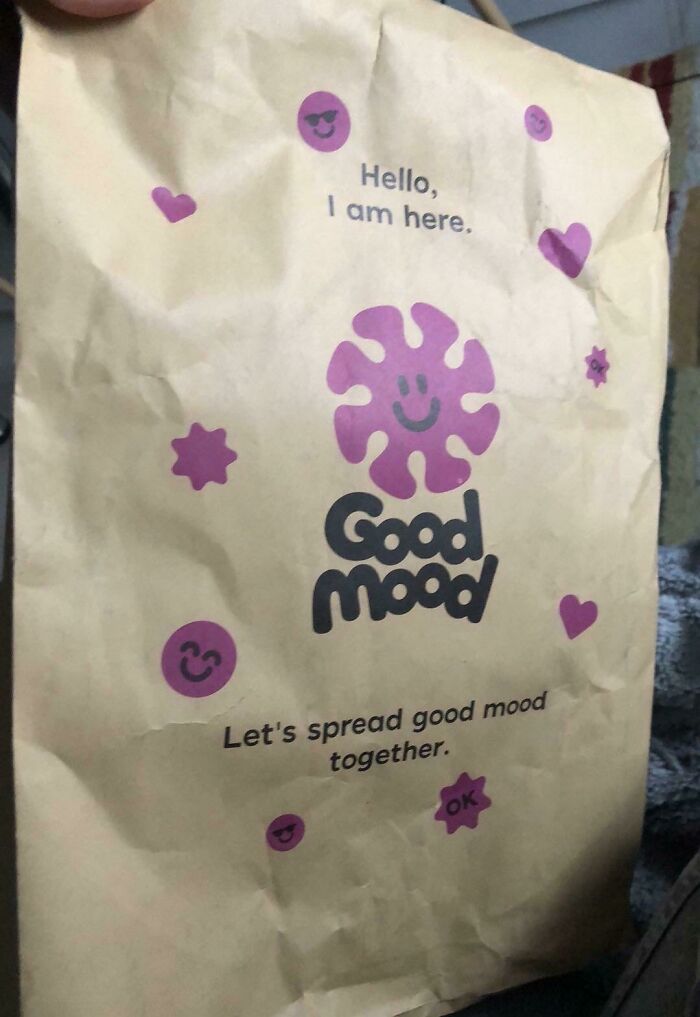 Hello,
I am here.
OK
Good
mood
Let's spread good mood
together.
OK